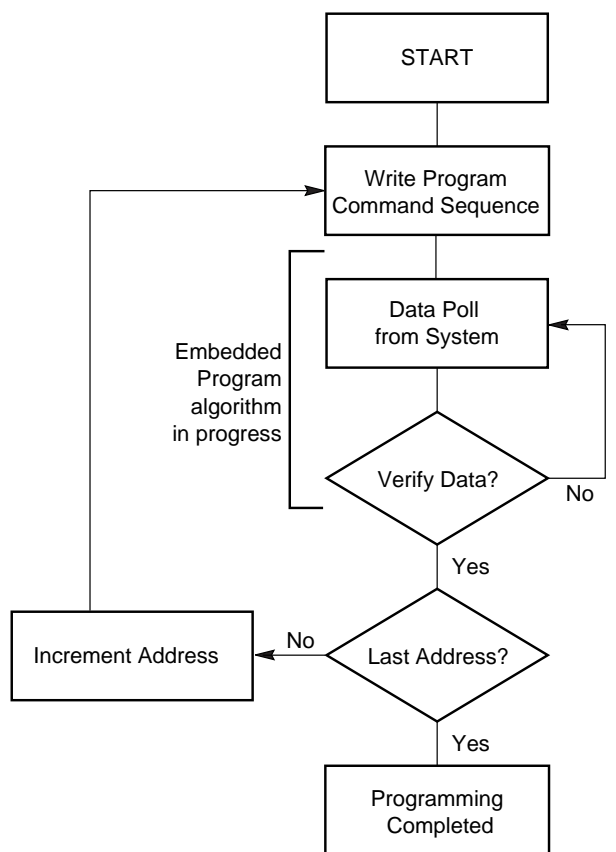 START
Write Program
Command Sequence
Data Poll
from System
Embedded
Program
algorithm
in progress
Verify Data?
No
Yes
No
Increment Address
Last Address?
Yes
Programming
Completed